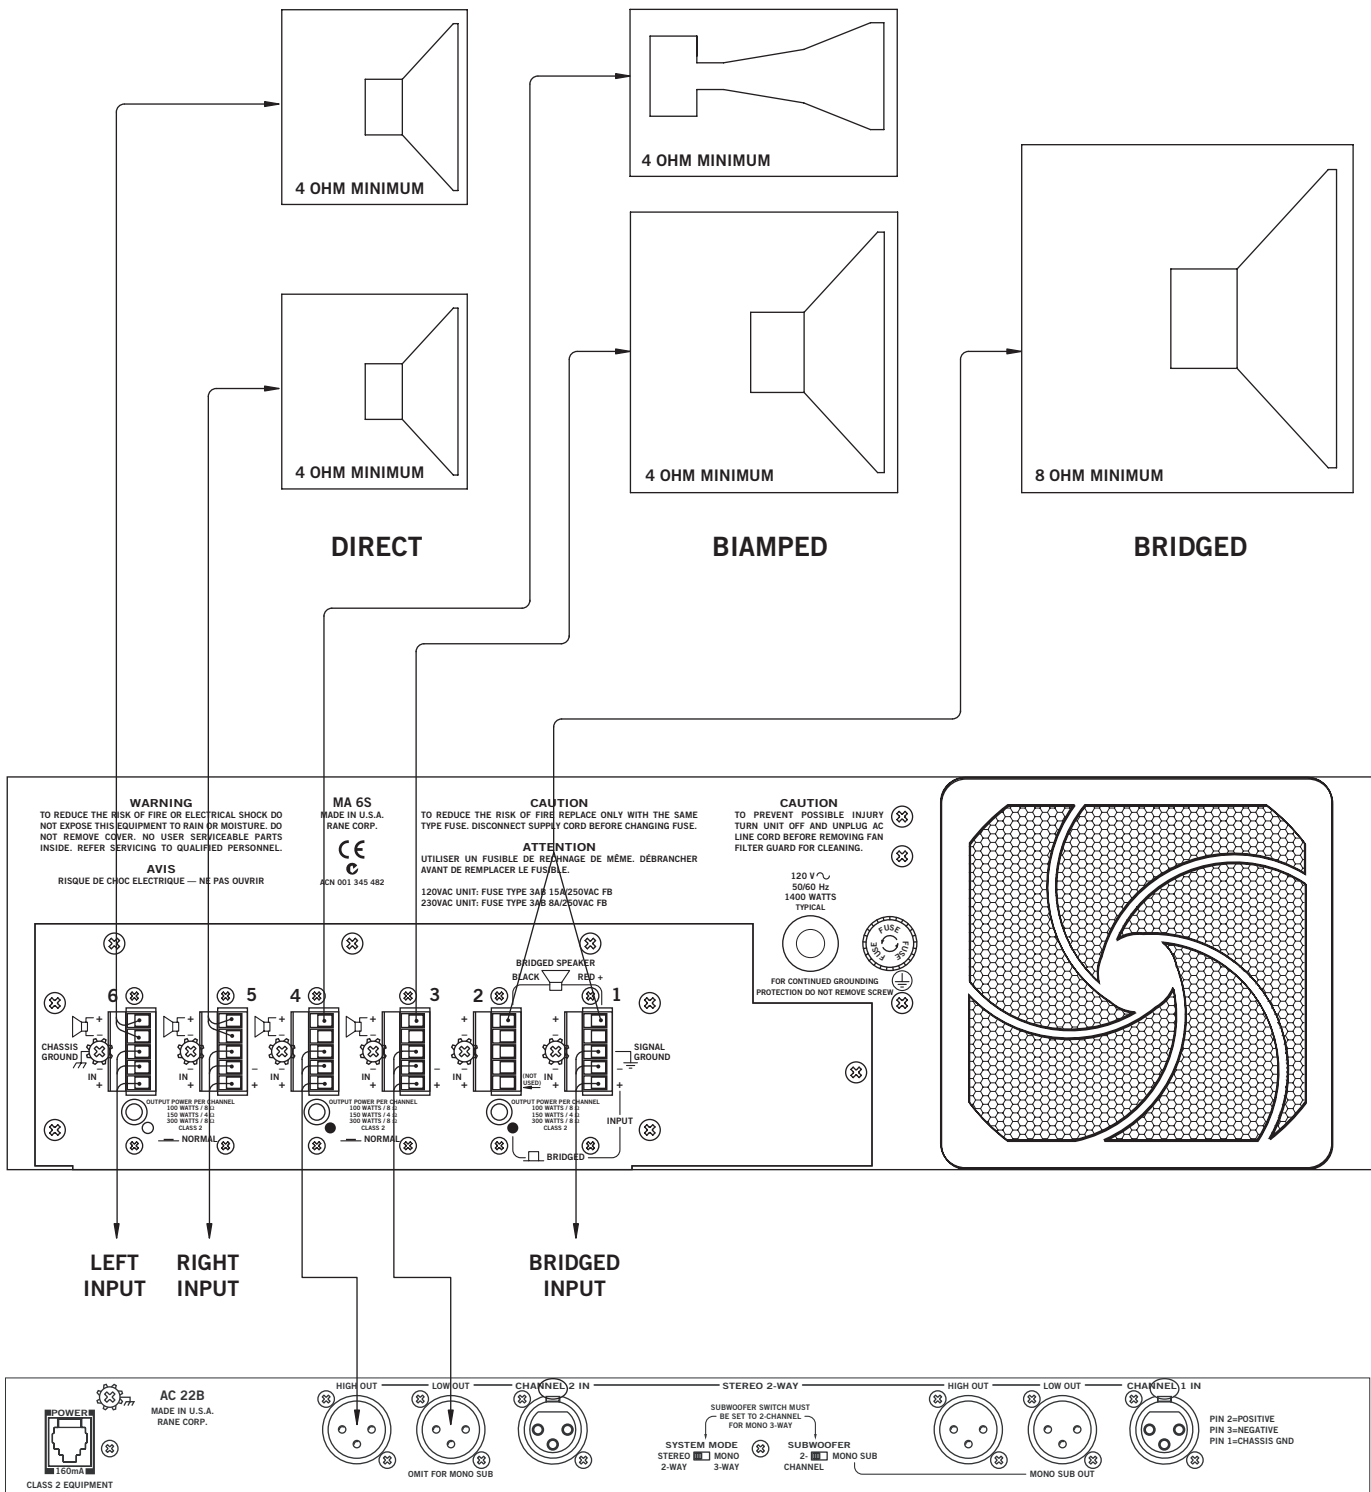 4 OHM MINIMUM
4 OHM MINIMUM
4 OHM MINIMUM
4 OHM MINIMUM
8 OHM MINIMUM
DIRECT
BIAMPED
BRIDGED
WARNING
TO REDUCE THE RISK OF FIRE OR ELECTRICAL SHOCK DO
NOT EXPOSE THIS EQUIPMENT TO RAIN OR MOISTURE. DO
NOT REMOVE COVER. NO USER SERVICEABLE PARTS
INSIDE. REFER SERVICING TO QUALIFIED PERSONNEL.
AVIS
RISQUE DE CHOC ELECTRIQUE — NE PAS OUVRIR
MA 6S
MADE IN U.S.A.
RANE CORP.
CE
ACN 001 345 482
CAUTION
TO REDUCE THE RISK OF FIRE REPLACE ONLY WITH THE SAME
TYPE FUSE. DISCONNECT SUPPLY CORD BEFORE CHANGING FUSE.
ATTENTION
UTILISER UN FUSIBLE DE RECHNAGE DE MÊME. DÉBRANCHER
AVANT DE REMPLACER LE FUSIBLE.
120VAC UNIT: FUSE TYPE 3AB 15A/250VAC FB
230VAC UNIT: FUSE TYPE 3AB 8A/250VAC FB
CAUTION
TO PREVENT POSSIBLE INJURY
TURN UNIT OFF AND UNPLUG AC
LINE CORD BEFORE REMOVING FAN
FILTER GUARD FOR CLEANING.
120 V
50/60 Hz
1400 WATTS
TYPICAL
FUSE FUSE FUSE
FOR CONTINUED GROUNDING
PROTECTION DO NOT REMOVE SCREW
BRIDGED SPEAKER
BLACK RED +
6 5 4 3 2 1
+ + + + + +
– – – – – –
CHASSIS
GROUND
SIGNAL
GROUND
– – – – – –
IN IN IN IN IN IN
+ + + + + +
(NOT
USED)
OUTPUT POWER PER CHANNEL
100 WATTS / 8 Ω
150 WATTS / 4 Ω
300 WATTS / 8 Ω
CLASS 2
NORMAL
OUTPUT POWER PER CHANNEL
100 WATTS / 8 Ω
150 WATTS / 4 Ω
300 WATTS / 8 Ω
CLASS 2
NORMAL
OUTPUT POWER PER CHANNEL
100 WATTS / 8 Ω
150 WATTS / 4 Ω
300 WATTS / 8 Ω
CLASS 2
INPUT
BRIDGED
LEFT
INPUT
RIGHT
INPUT
BRIDGED
INPUT
POWER
160mA
CLASS 2 EQUIPMENT
AC 22B
MADE IN U.S.A.
RANE CORP.
HIGH OUT LOW OUT CHANNEL 2 IN STEREO 2-WAY HIGH OUT LOW OUT CHANNEL 1 IN
OMIT FOR MONO SUB
SUBWOOFER SWITCH MUST
BE SET TO 2-CHANNEL
FOR MONO 3-WAY
SYSTEM MODE
STEREO MONO
2-WAY 3-WAY
SUBWOOFER
2- MONO SUB
CHANNEL
MONO SUB OUT
PIN 2=POSITIVE
PIN 3=NEGATIVE
PIN 1=CHASSIS GND